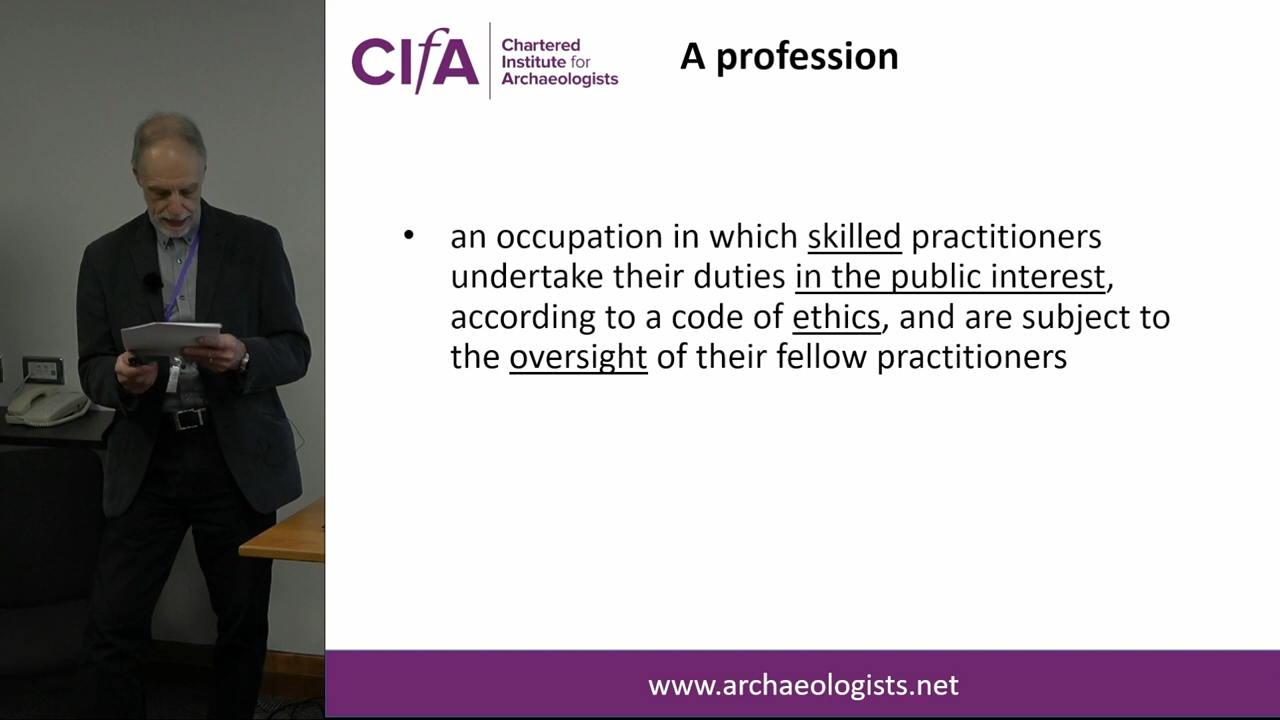 CIfA
Chartered
Institute for
Archaeologists
A profession
• an occupation in which skilled practitioners
undertake their duties in the public interest,
according to a code of ethics, and are subject to
the oversight of their fellow practitioners
www.archaeologists.net